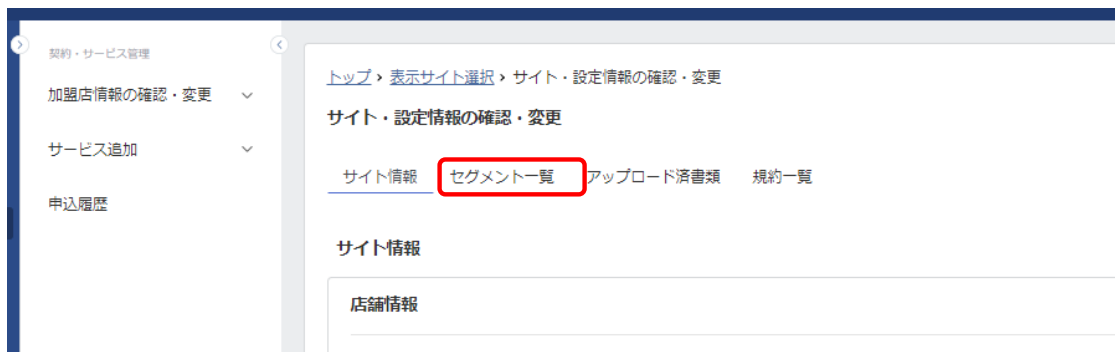 契約・サービス管理
加盟店情報の確認・変更
サービス追加
申込履歴
トップ › 表示サイト選択 › サイト・設定情報の確認・変更
サイト・設定情報の確認・変更
サイト情報 セグメント一覧 アップロード済書類 規約一覧
サイト情報
店舗情報